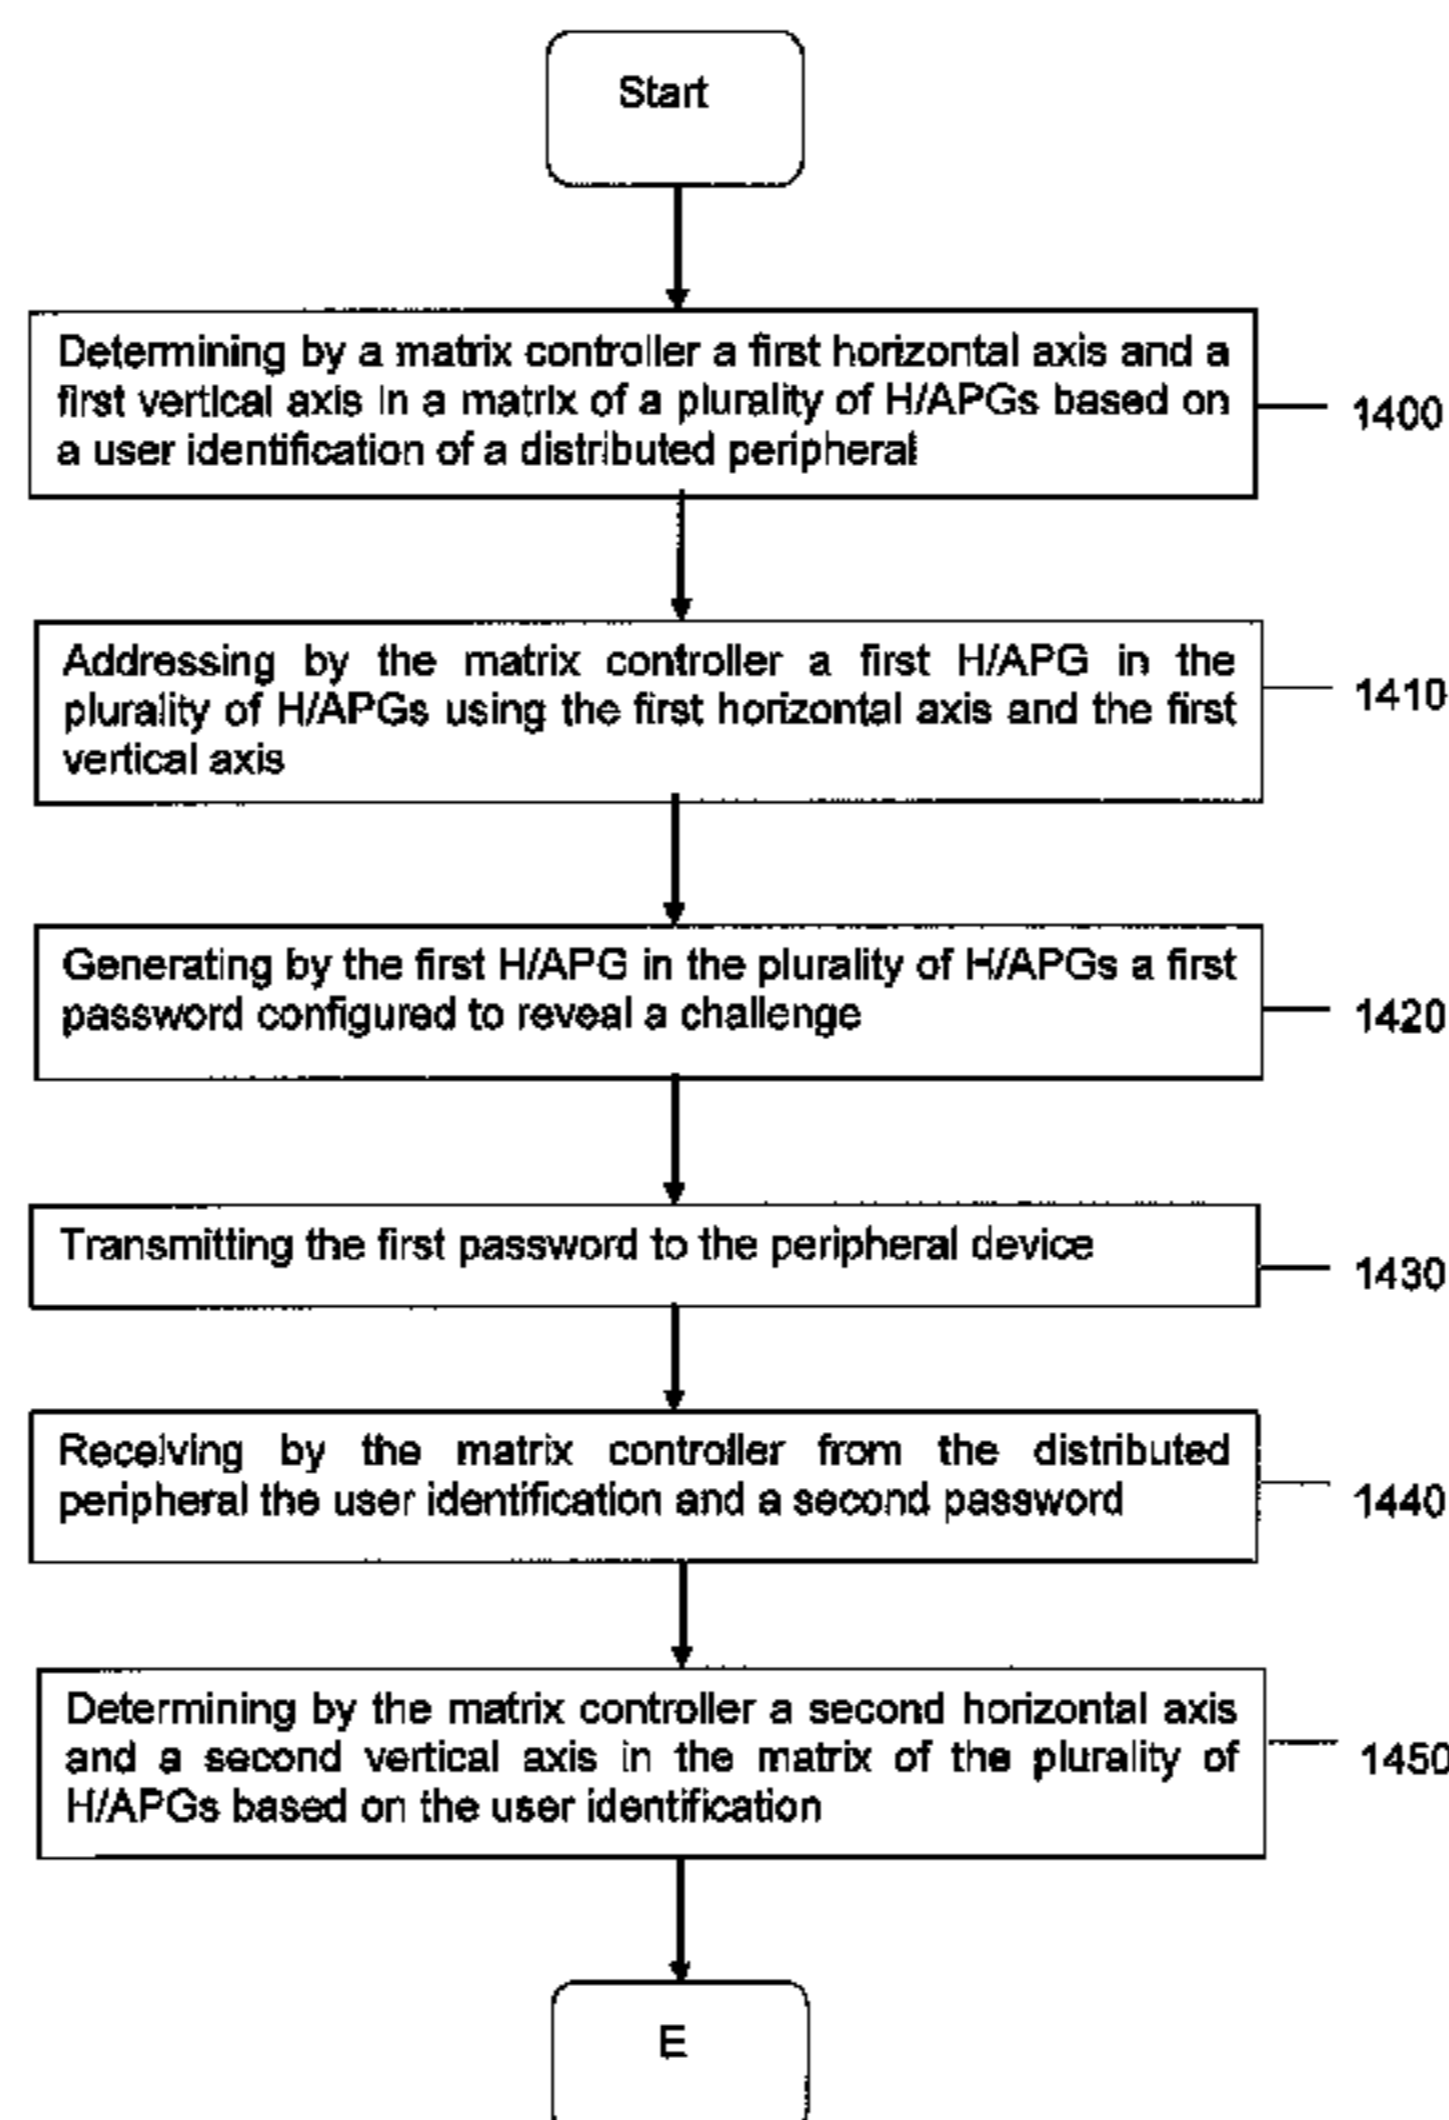 Start
Determining by a matrix controller a first horizontal axis and a
first vertical axis in a matrix of a plurality of H/APGs based on
a user identification of a distributed peripheral
1400
Addressing by the matrix controller a first H/APG in the
plurality of H/APGs using the first horizontal axis and the first
vertical axis
1410
Generating by the first H/APG in the plurality of H/APGs a first
password configured to reveal a challenge
1420
Transmitting the first password to the peripheral device
1430
Receiving by the matrix controller from the distributed
peripheral the user identification and a second password
1440
Determining by the matrix controller a second horizontal axis
and a second vertical axis in the matrix of the plurality of
H/APGs based on the user identification
1450
E